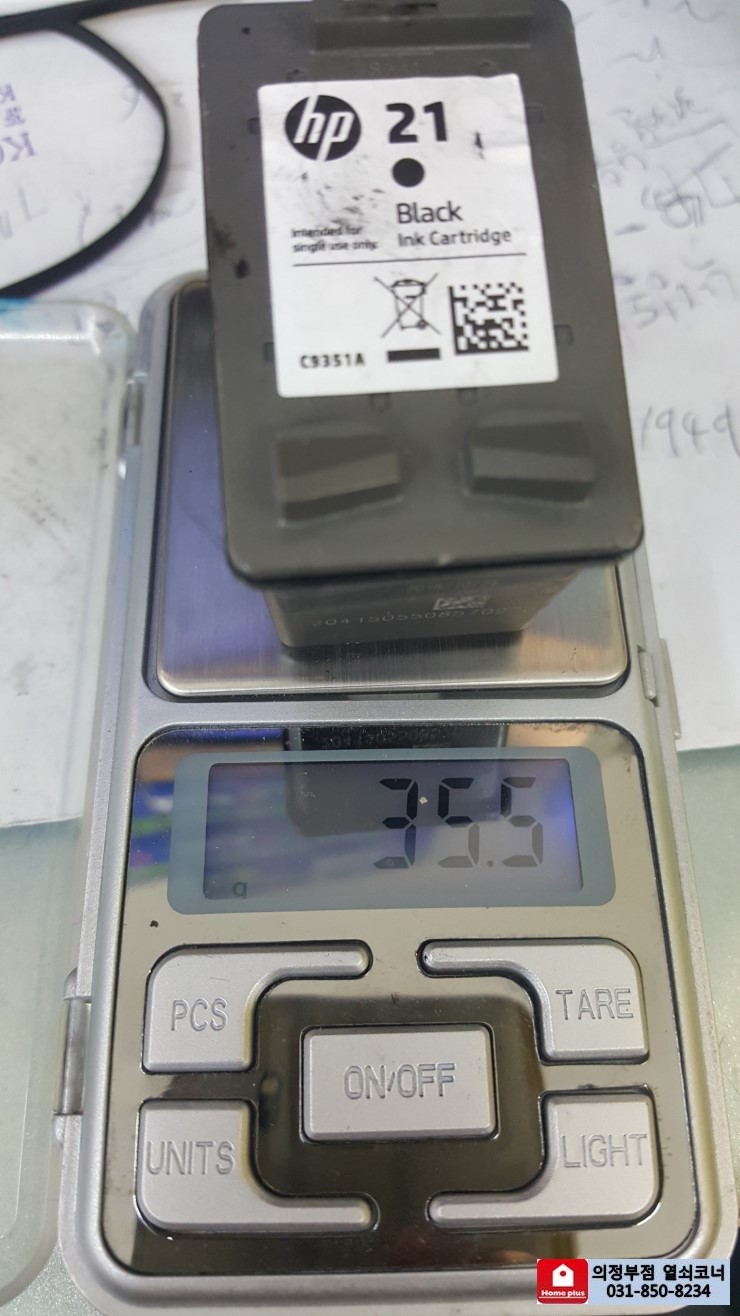 hp 21
Black
Ink Cartridge
Intended for
single use only.
C9351A
35.5
g
PCS
TARE
ON/OFF
UNITS
LIGHT
1949
Home plus
의정부점 열쇠코너
031-850-8234